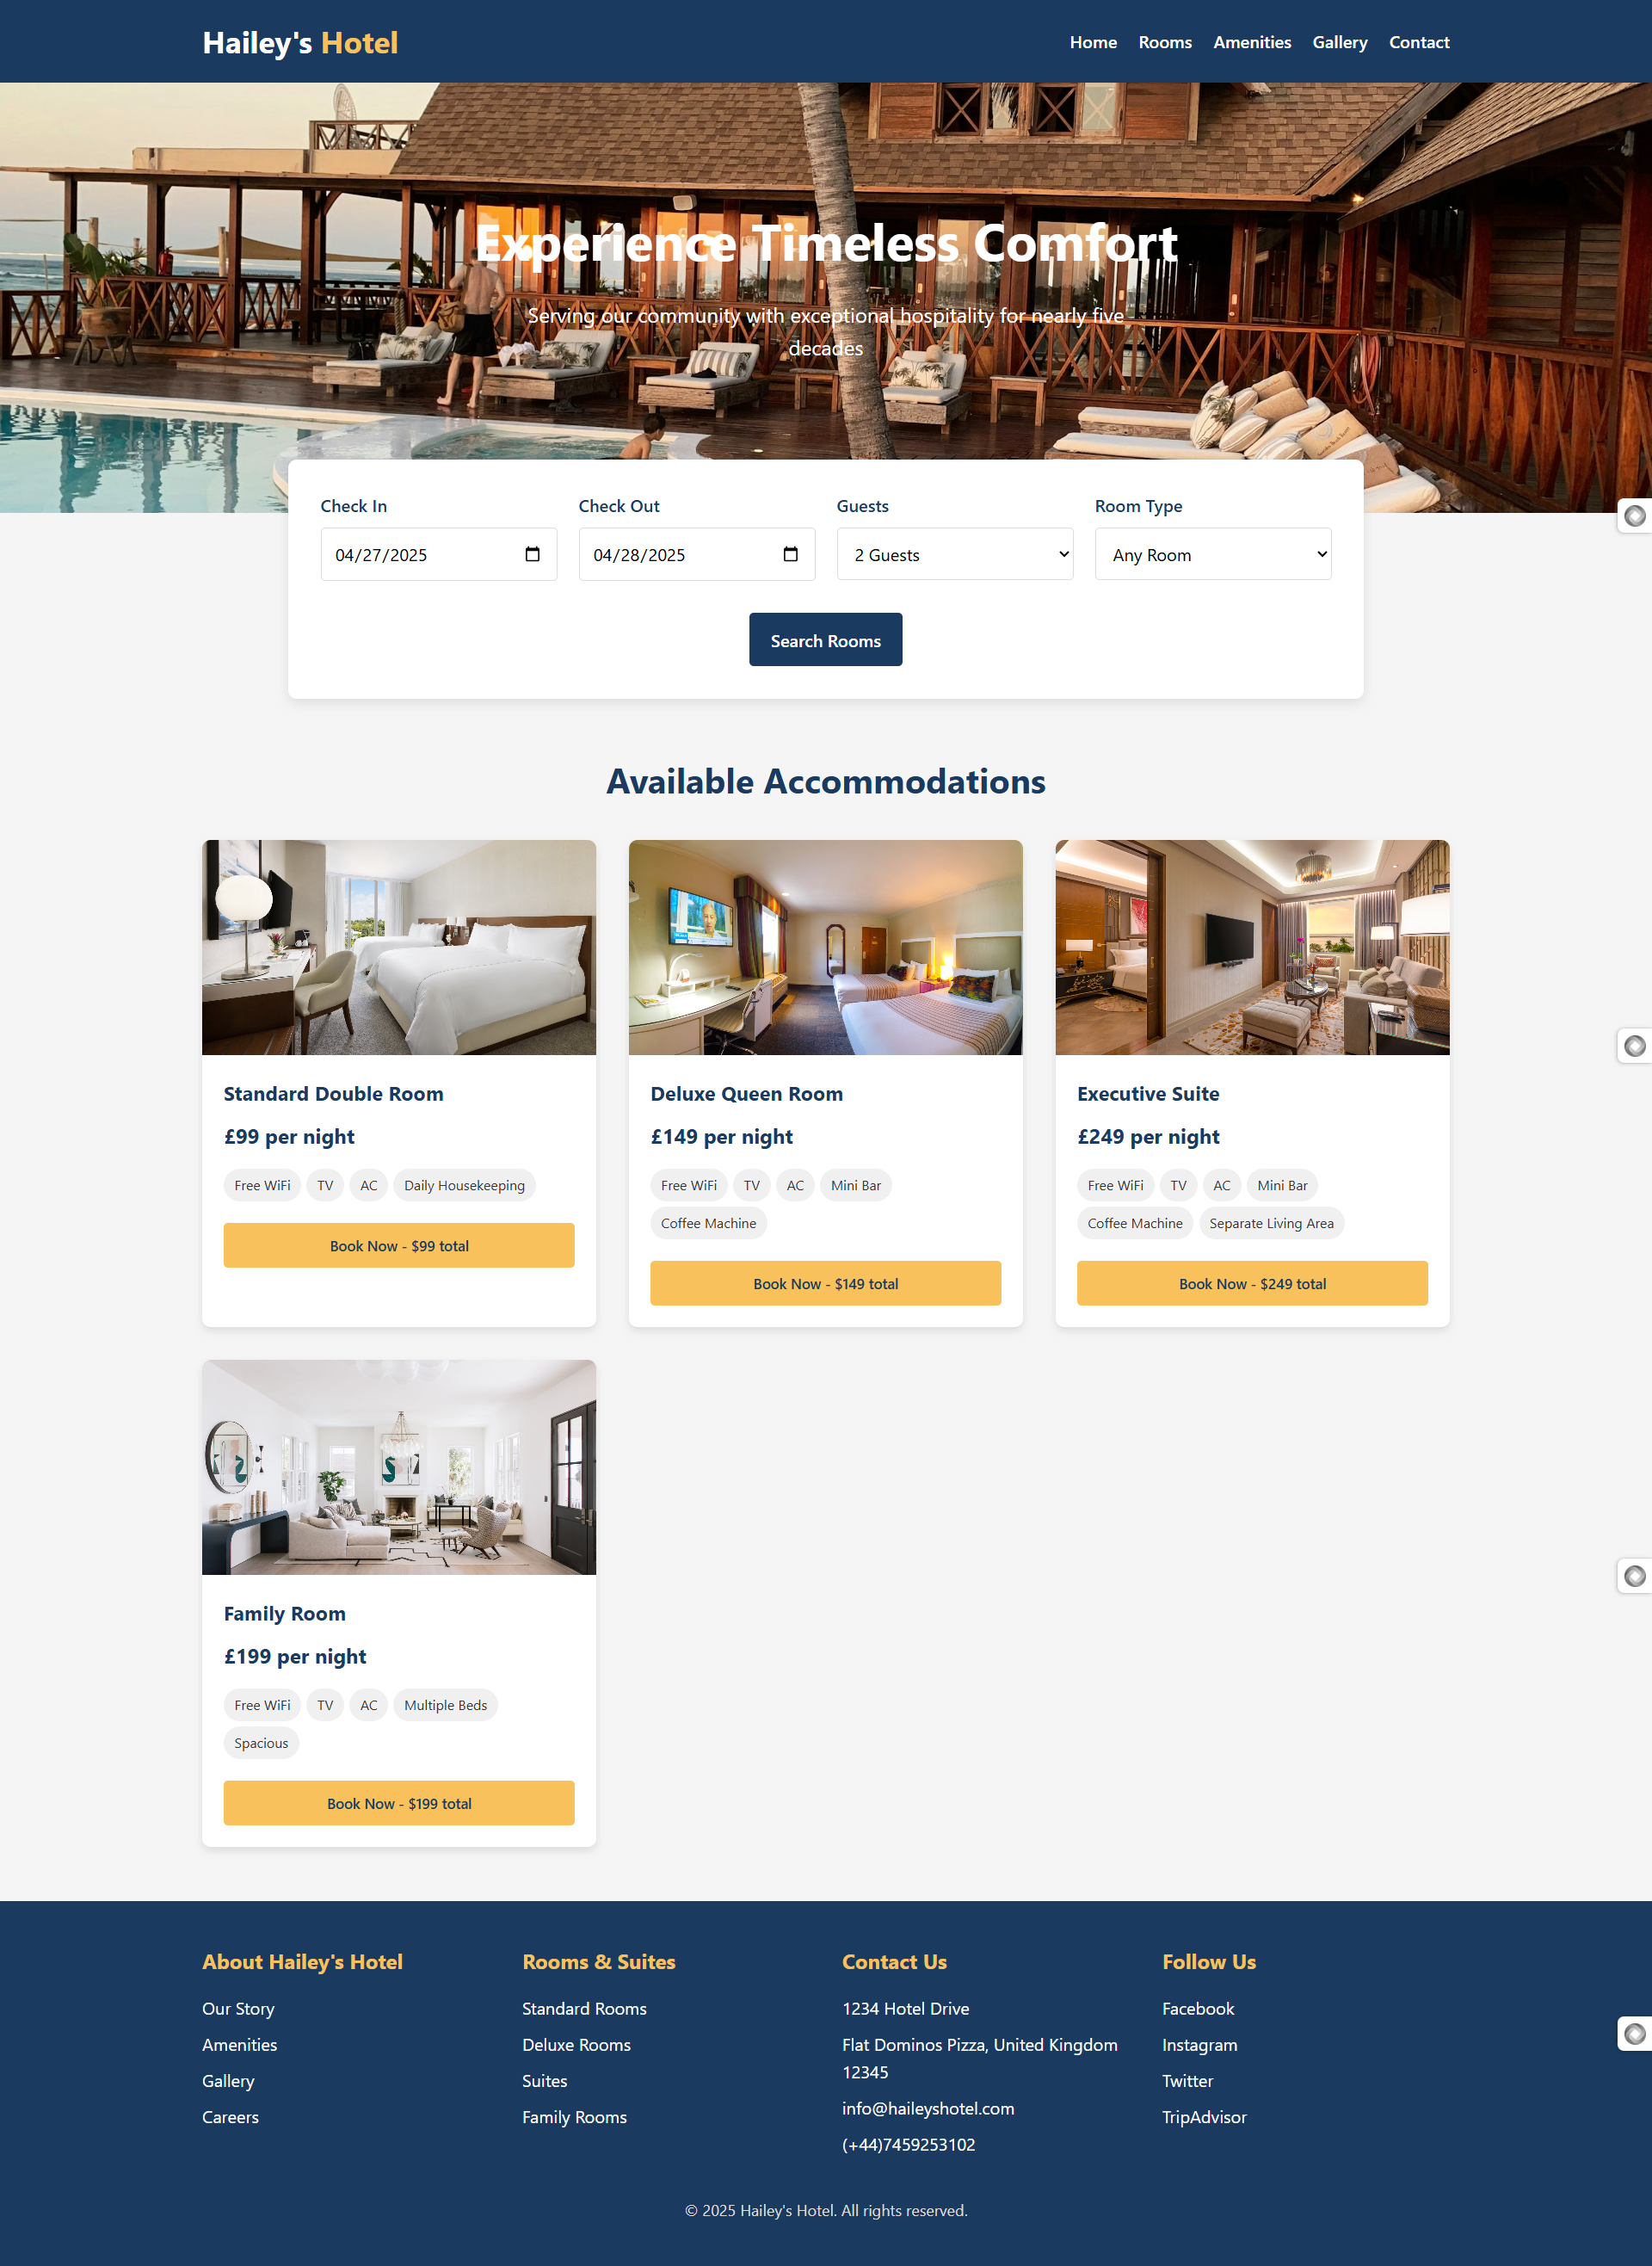 Hailey's Hotel
Home Rooms Amenities Gallery Contact
Experience Timeless Comfort
Serving our community with exceptional hospitality for nearly five
decades
Check In
Check Out
Guests
Room Type
04/27/2025
04/28/2025
2 Guests
Any Room
Search Rooms
Available Accommodations
Standard Double Room
£99 per night
Free WiFi TV AC Daily Housekeeping
Book Now - $99 total
Deluxe Queen Room
£149 per night
Free WiFi TV AC Mini Bar
Coffee Machine
Book Now - $149 total
Executive Suite
£249 per night
Free WiFi TV AC Mini Bar
Coffee Machine Separate Living Area
Book Now - $249 total
Family Room
£199 per night
Free WiFi TV AC Multiple Beds
Spacious
Book Now - $199 total
About Hailey's Hotel
Our Story
Amenities
Gallery
Careers
Rooms & Suites
Standard Rooms
Deluxe Rooms
Suites
Family Rooms
Contact Us
1234 Hotel Drive
Flat Dominos Pizza, United Kingdom
12345
info@haileyshotel.com
(+44)7459253102
Follow Us
Facebook
Instagram
Twitter
TripAdvisor
© 2025 Hailey's Hotel. All rights reserved.